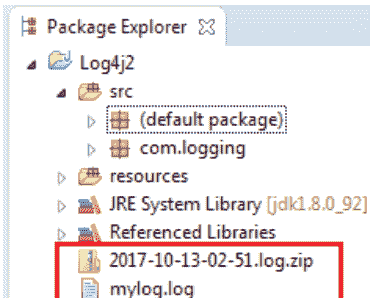 Package Explorer
Log4j2
src
(default package)
com.logging
resources
JRE System Library [jdk1.8.0_92]
Referenced Libraries
2017-10-13-02-51.log.zip
mylog.log